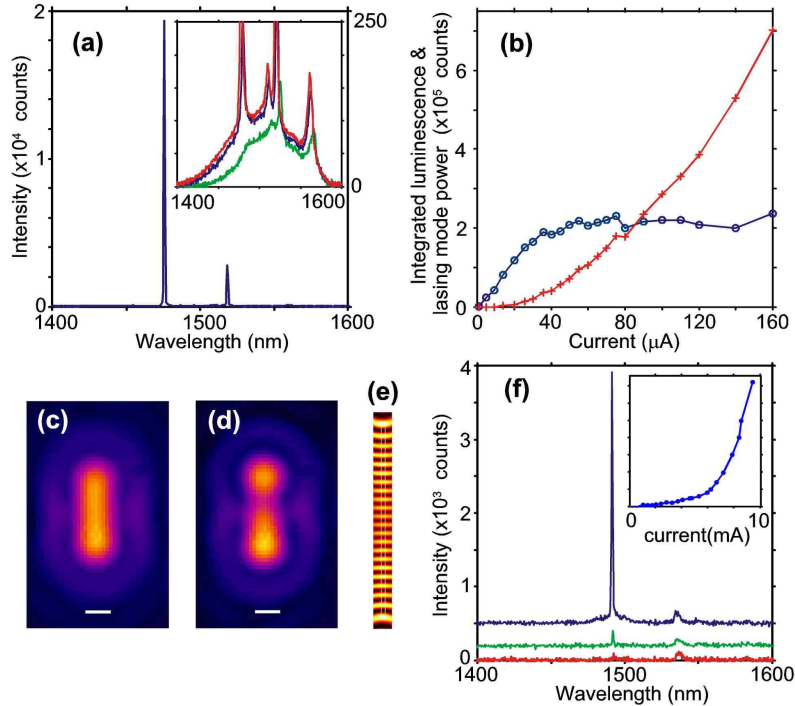 (a)
Intensity (x10⁴ counts)
2
1
0
1400 1500 1600
Wavelength (nm)
250
0
1400 1600
(b)
Integrated luminescence &
lasing mode power (x10⁵ counts)
6
4
2
0
0 40 80 120 160
Current (μA)
(c)
(d)
(e)
(f)
Intensity (x10³ counts)
4
3
2
1
0
1400 1500 1600
Wavelength (nm)
0 10
current(mA)